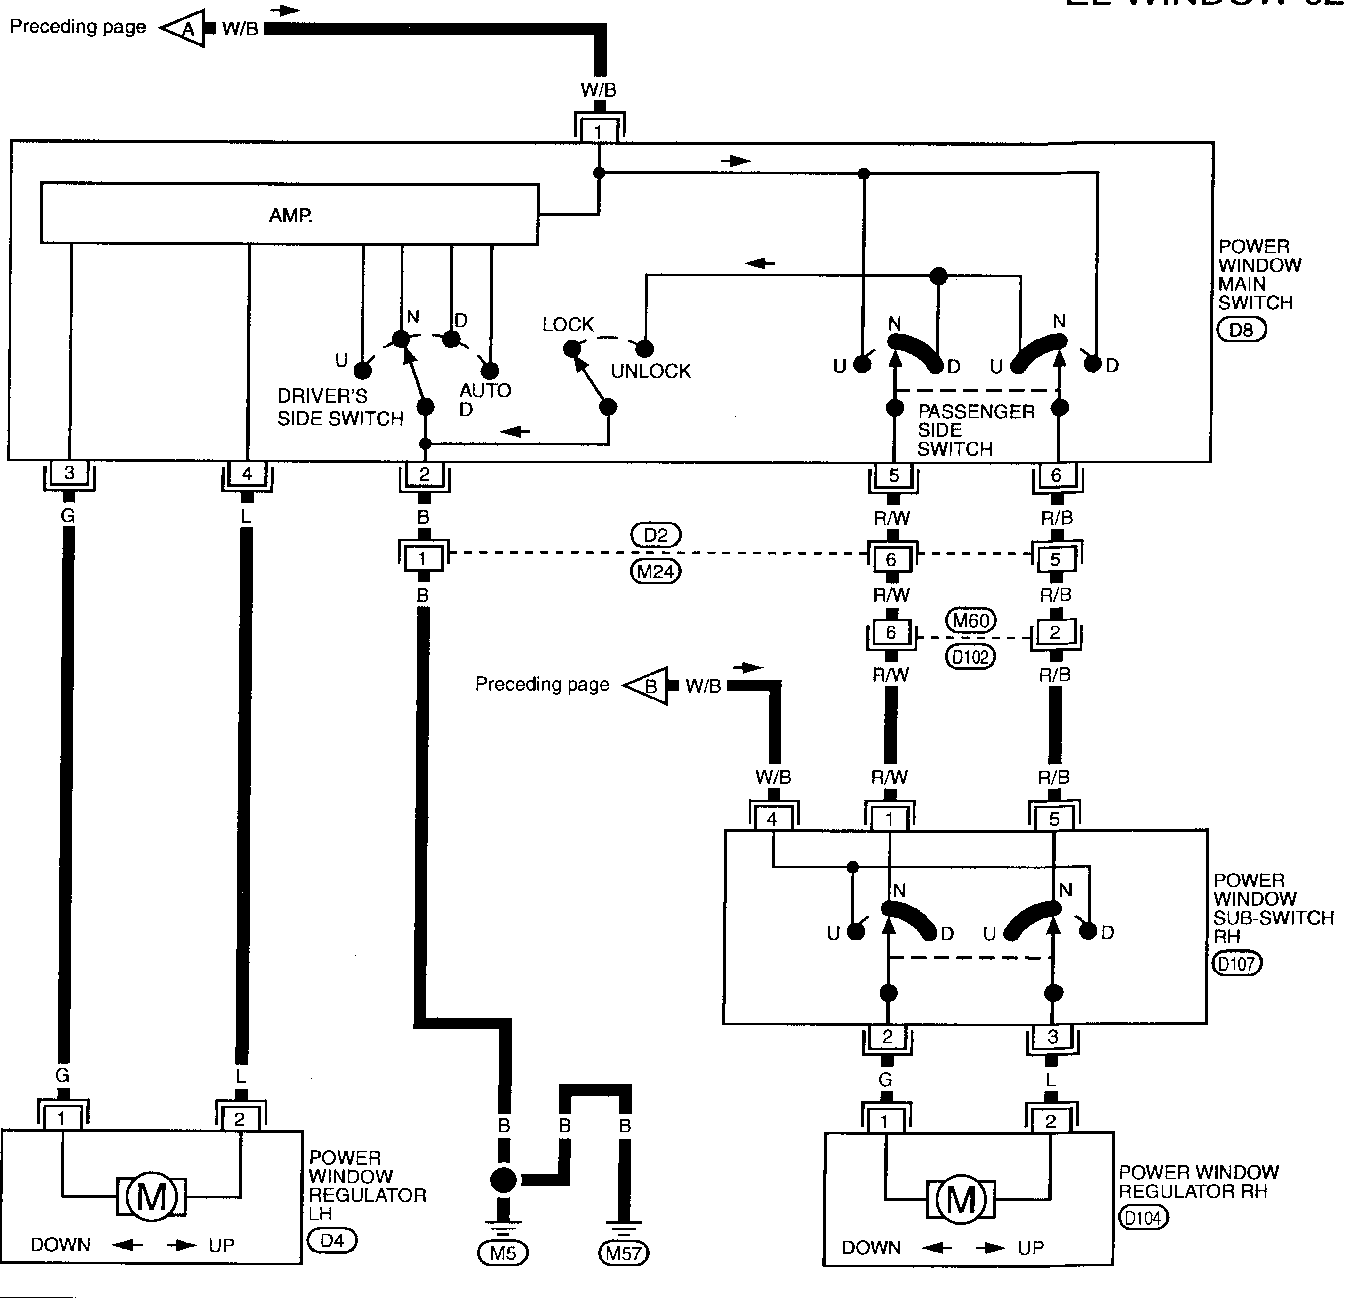 Preceding page
A
W/B
W/B
1
AMP.
POWER
WINDOW
MAIN
SWITCH
D8
N
D
U
DRIVER'S
SIDE SWITCH
AUTO
D
LOCK
UNLOCK
N
U
D
N
U
D
PASSENGER
SIDE
SWITCH
3
4
2
5
6
G
L
B
R/W
R/B
D2
1
6
5
M24
B
R/W
R/B
M60
6
2
D102
R/W
R/B
Preceding page
B
W/B
W/B
R/W
R/B
4
1
5
N
N
U
D
U
D
POWER
WINDOW
SUB-SWITCH
RH
D107
2
3
G
L
G
L
1
2
B
B
B
1
2
M
POWER
WINDOW
REGULATOR
LH
D4
DOWN
UP
M5
M57
M
POWER WINDOW
REGULATOR RH
D104
DOWN
UP